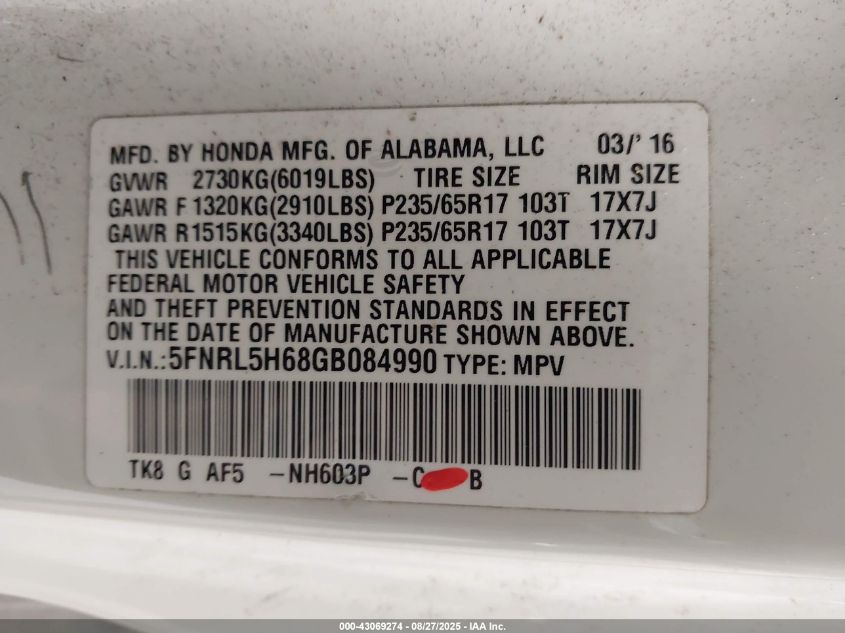 MFD. BY HONDA MFG. OF ALABAMA, LLC 03/' 16
GVWR 2730KG(6019LBS) TIRE SIZE RIM SIZE
GAWR F1320KG(2910LBS) P235/65R17 103T 17X7J
GAWR R1515KG(3340LBS) P235/65R17 103T 17X7J
THIS VEHICLE CONFORMS TO ALL APPLICABLE
FEDERAL MOTOR VEHICLE SAFETY
AND THEFT PREVENTION STANDARDS IN EFFECT
ON THE DATE OF MANUFACTURE SHOWN ABOVE.
V.I.N.:5FNRL5H68GB084990 TYPE: MPV
TK8 G AF5 -NH603P -C B
000-43069274 - 08/27/2025 - IAA Inc.